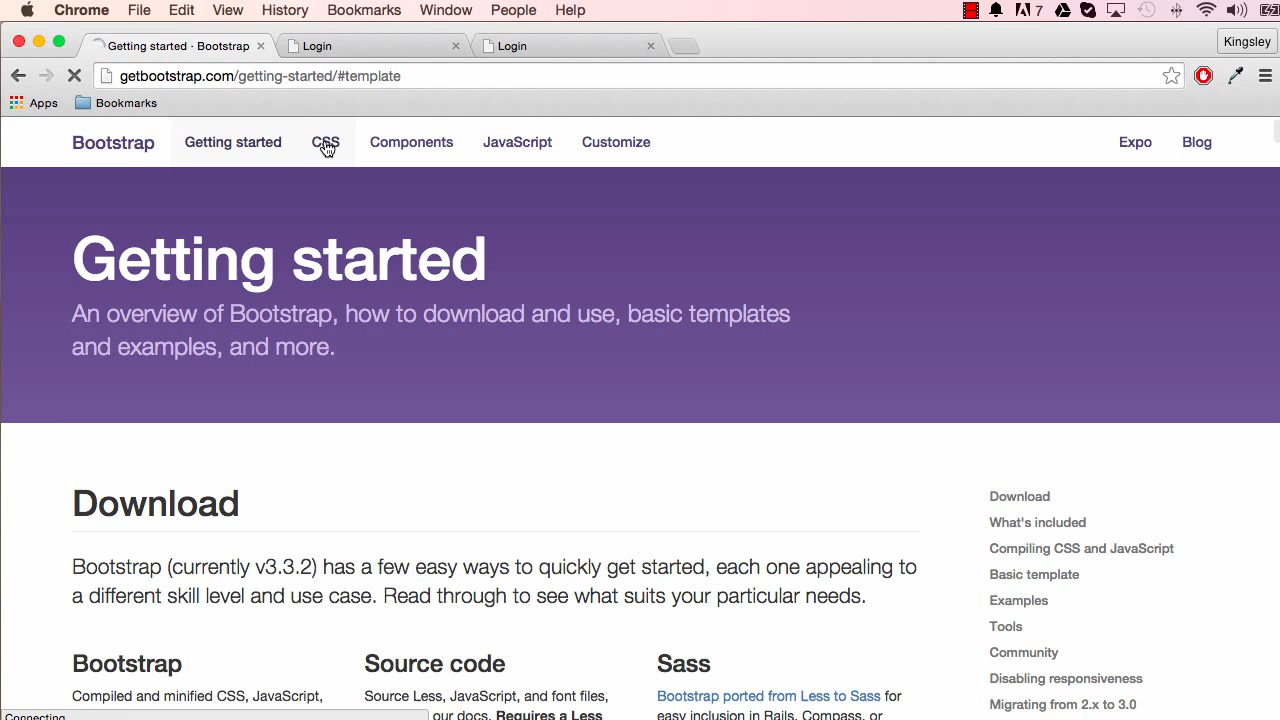 Chrome File Edit View History Bookmarks Window People Help 7
Getting started · Bootstrap Login Login Kingsley
getbootstrap.com/getting-started/#template
Apps Bookmarks
Bootstrap Getting started CSS Components JavaScript Customize Expo Blog
Getting started
An overview of Bootstrap, how to download and use, basic templates
and examples, and more.
Download
Bootstrap (currently v3.3.2) has a few easy ways to quickly get started, each one appealing to
a different skill level and use case. Read through to see what suits your particular needs.
Bootstrap
Compiled and minified CSS, JavaScript,
Source code
Source Less, JavaScript, and font files,
our docs. Requires a Less
Sass
Bootstrap ported from Less to Sass for
easy inclusion in Rails, Compass, or
Download
What's included
Compiling CSS and JavaScript
Basic template
Examples
Tools
Community
Disabling responsiveness
Migrating from 2.x to 3.0
Connecting